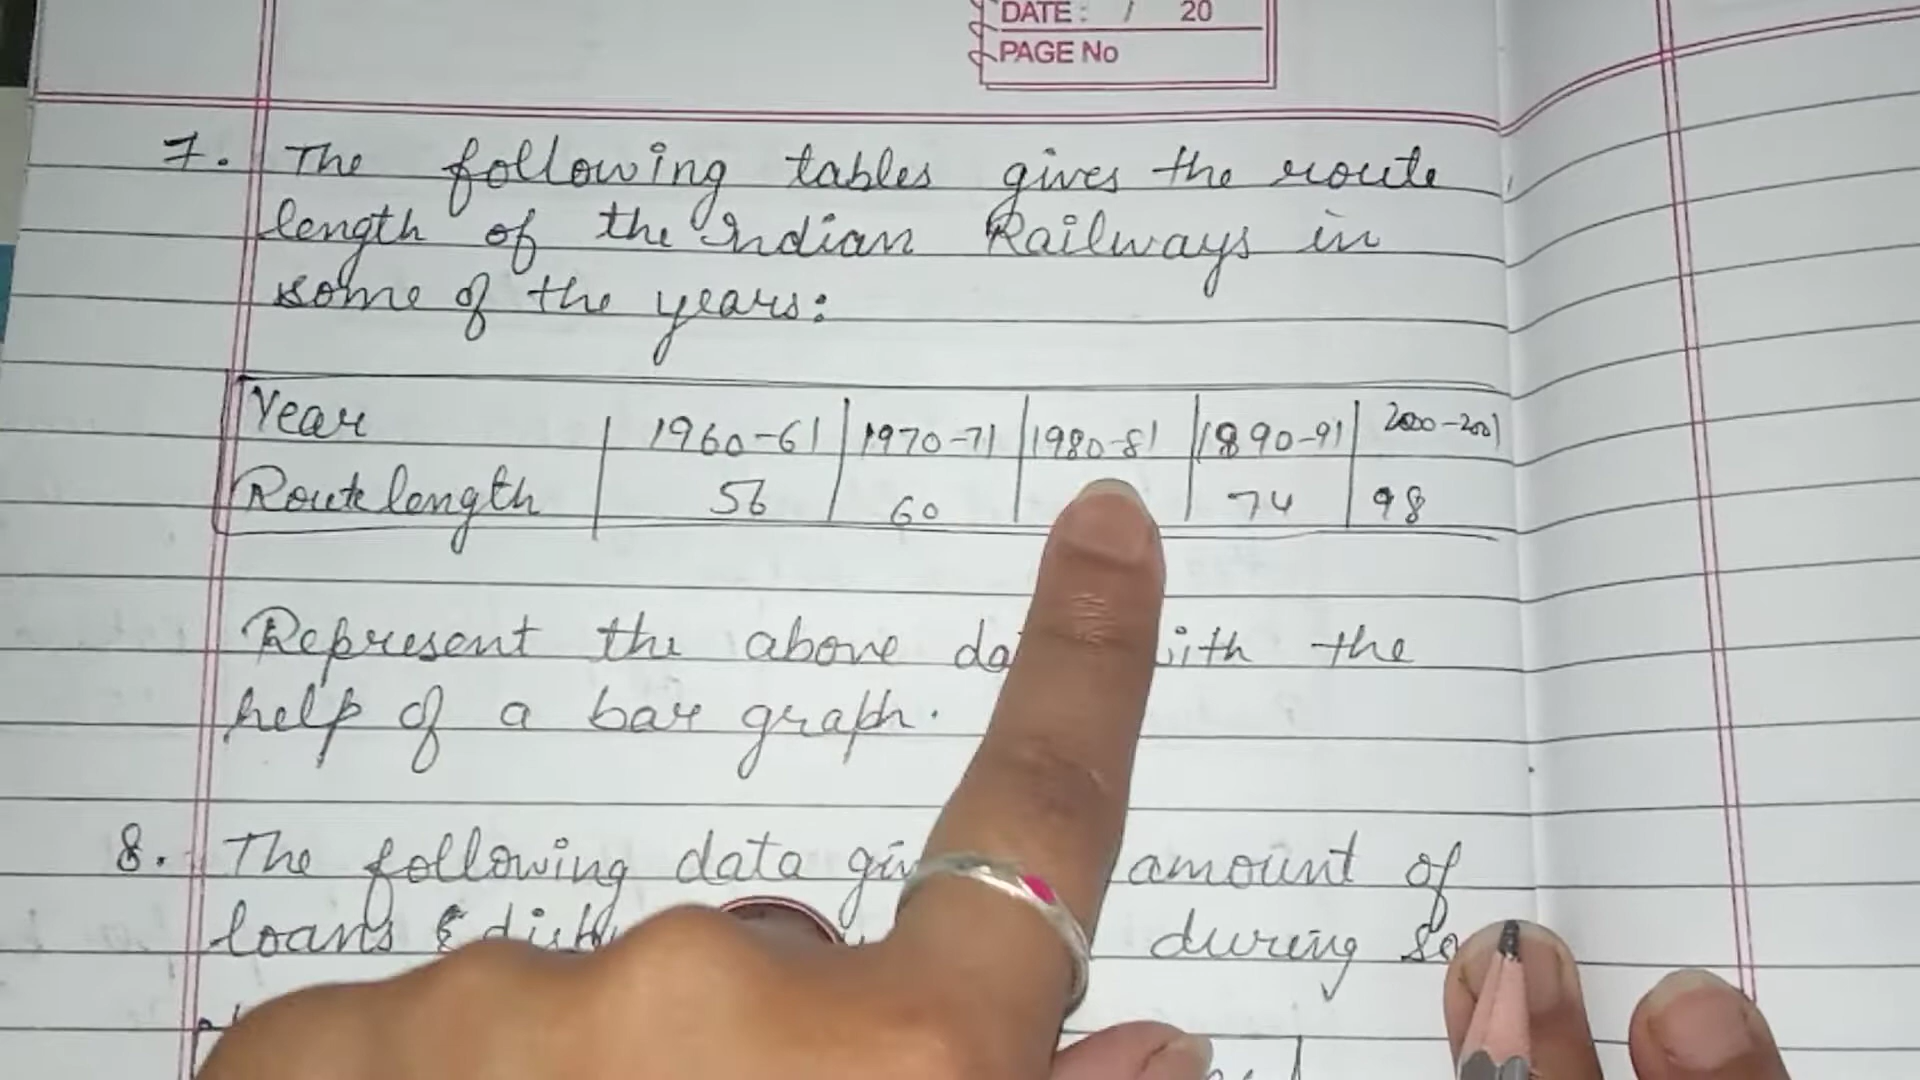 DATE: / 20
PAGE No
7. The following tables gives the route
length of the Indian Railways in
some of the years:
Year 1960-61 1970-71 1980-81 1890-91 2000-2001
Route length 56 60 74 98
Represent the above with the
help of a bar graph.
8. The following data amount of
loans during